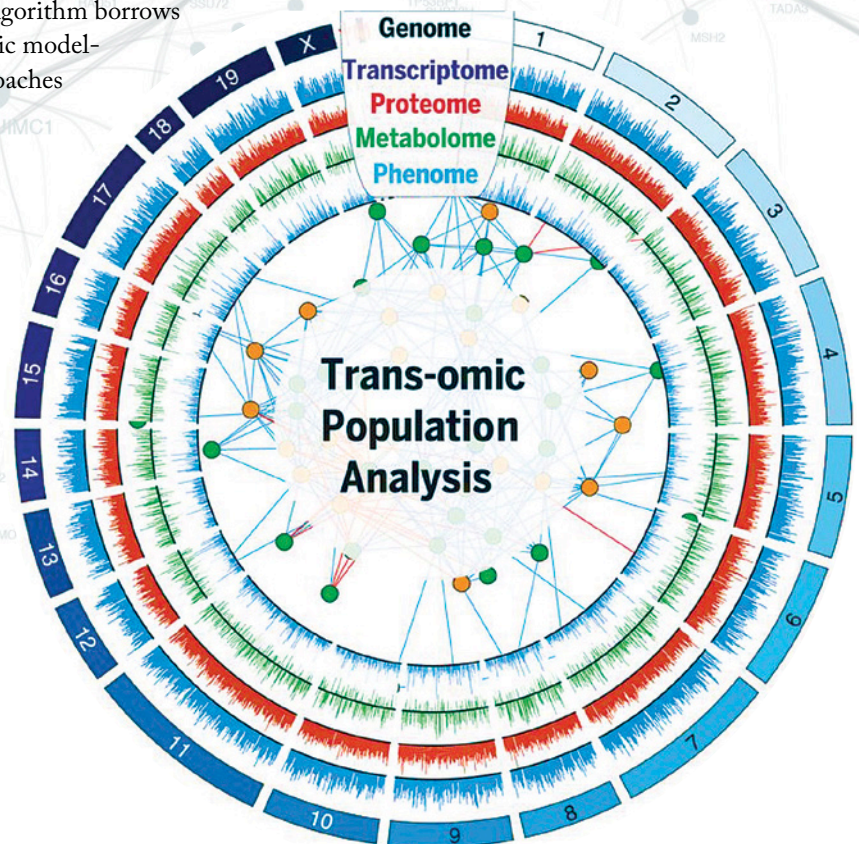 gorithm borrows
ic model-
oaches
MSH2
TADA3
Genome
Transcriptome
Proteome
Metabolome
Phenome
X
1
2
3
4
5
6
7
8
9
10
11
12
13
14
15
16
17
18
19
Trans-omic
Population
Analysis